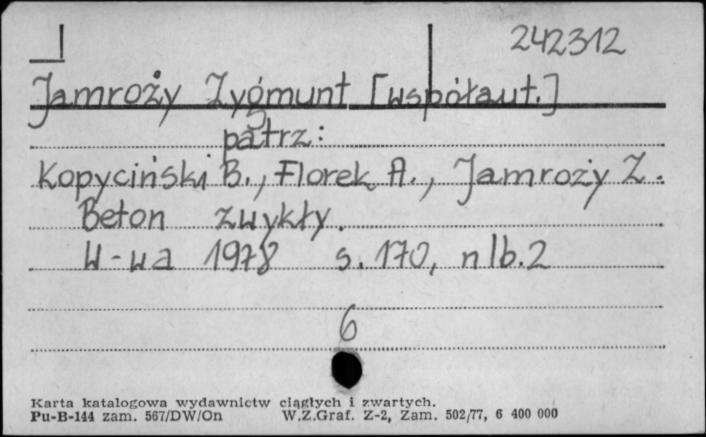 242312
Jamroży Zygmunt [współaut.]
patrz:
Kopyciński B., Florek A., Jamroży Z.
Beton zwykły.
W-wa 1978 s. 170, nlb. 2
6
Karta katalogowa wydawnictw ciągłych i zwartych.
Pu-B-144 zam. 567/DW/On W.Z.Graf. Z-2, Zam. 502/77, 6 400 000